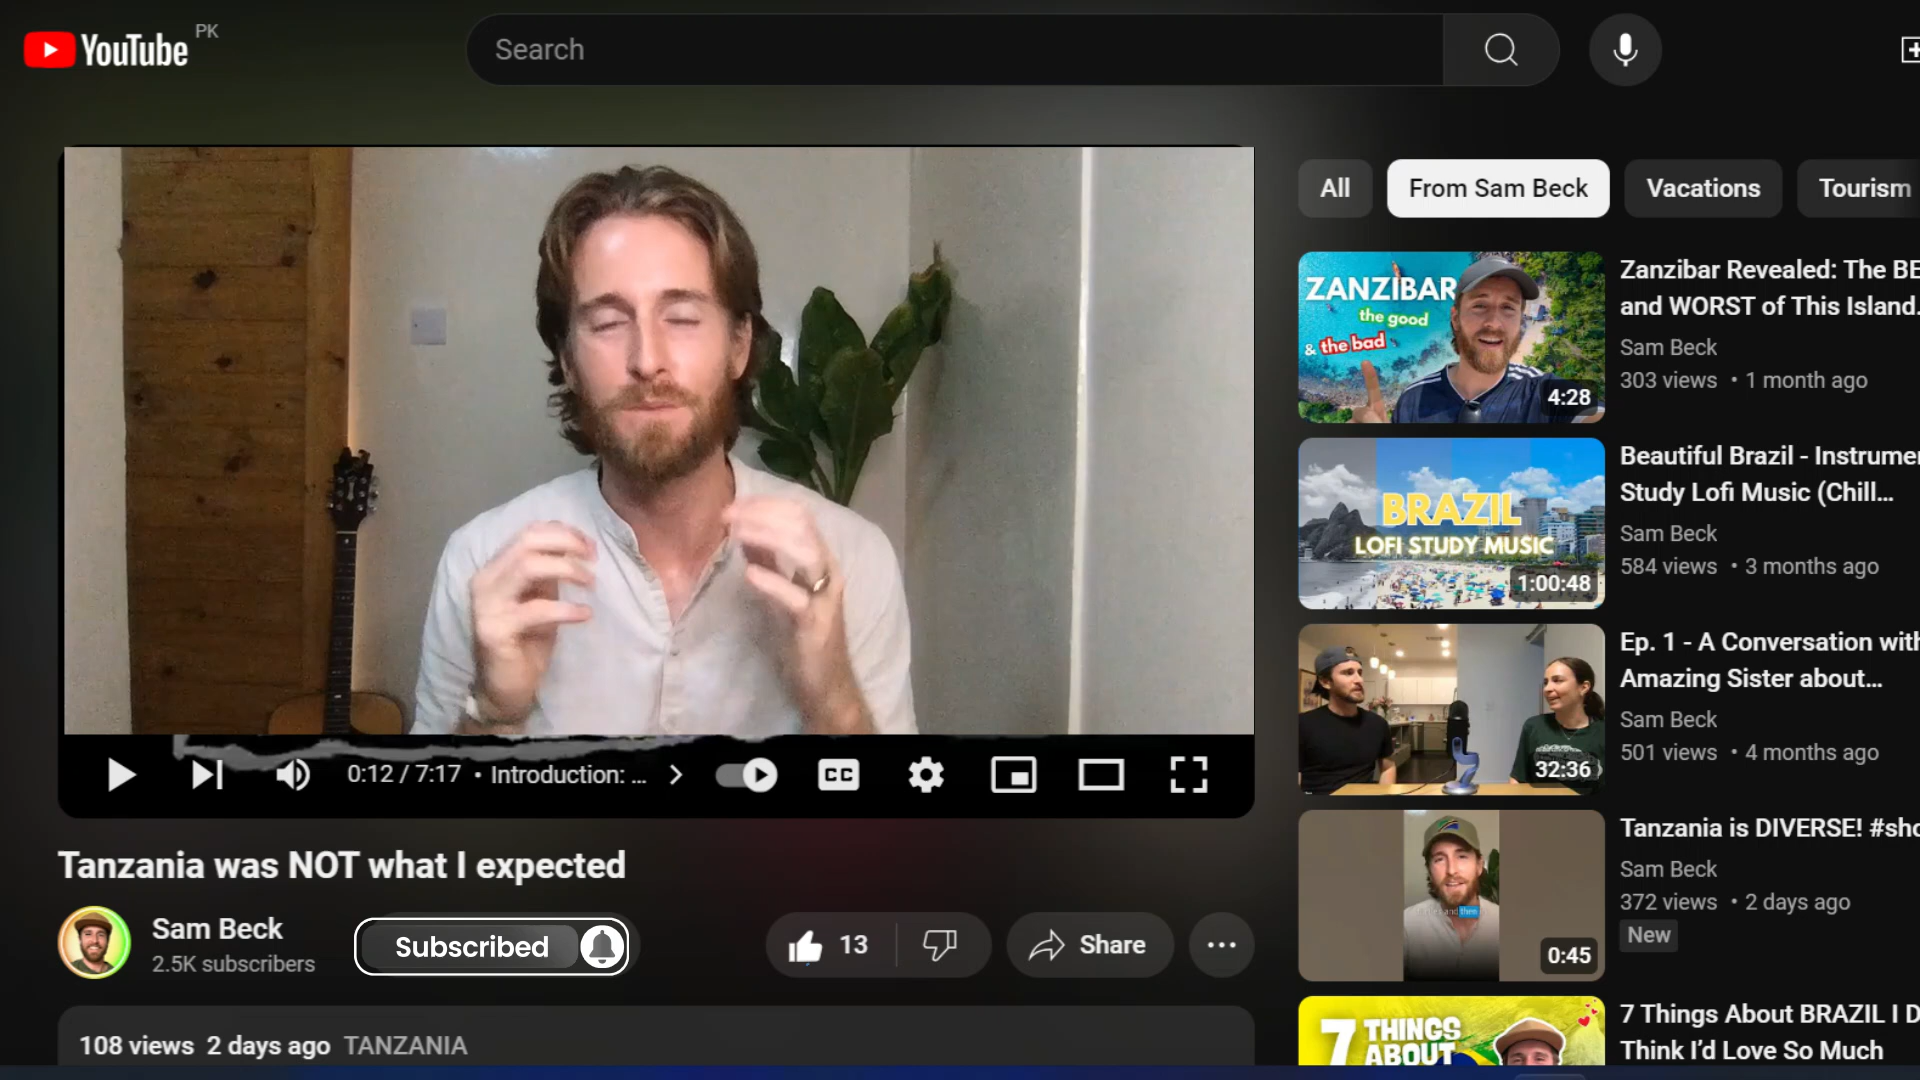 YouTube PK
Search
All
From Sam Beck
Vacations
Tourism
ZANZIBAR
the good
& the bad
4:28
Zanzibar Revealed: The BE
and WORST of This Island.
Sam Beck
303 views • 1 month ago
BRAZIL
LOFI STUDY MUSIC
1:00:48
Beautiful Brazil - Instrumen
Study Lofi Music (Chill...
Sam Beck
584 views • 3 months ago
32:36
Ep. 1 - A Conversation with
Amazing Sister about...
Sam Beck
501 views • 4 months ago
and then
0:45
Tanzania is DIVERSE! #sho
Sam Beck
372 views • 2 days ago
New
7 THINGS
ABOUT
7 Things About BRAZIL I D
Think I'd Love So Much
0:12 / 7:17 • Introduction: ...
CC
Tanzania was NOT what I expected
Sam Beck
2.5K subscribers
Subscribed
13
Share
108 views 2 days ago TANZANIA